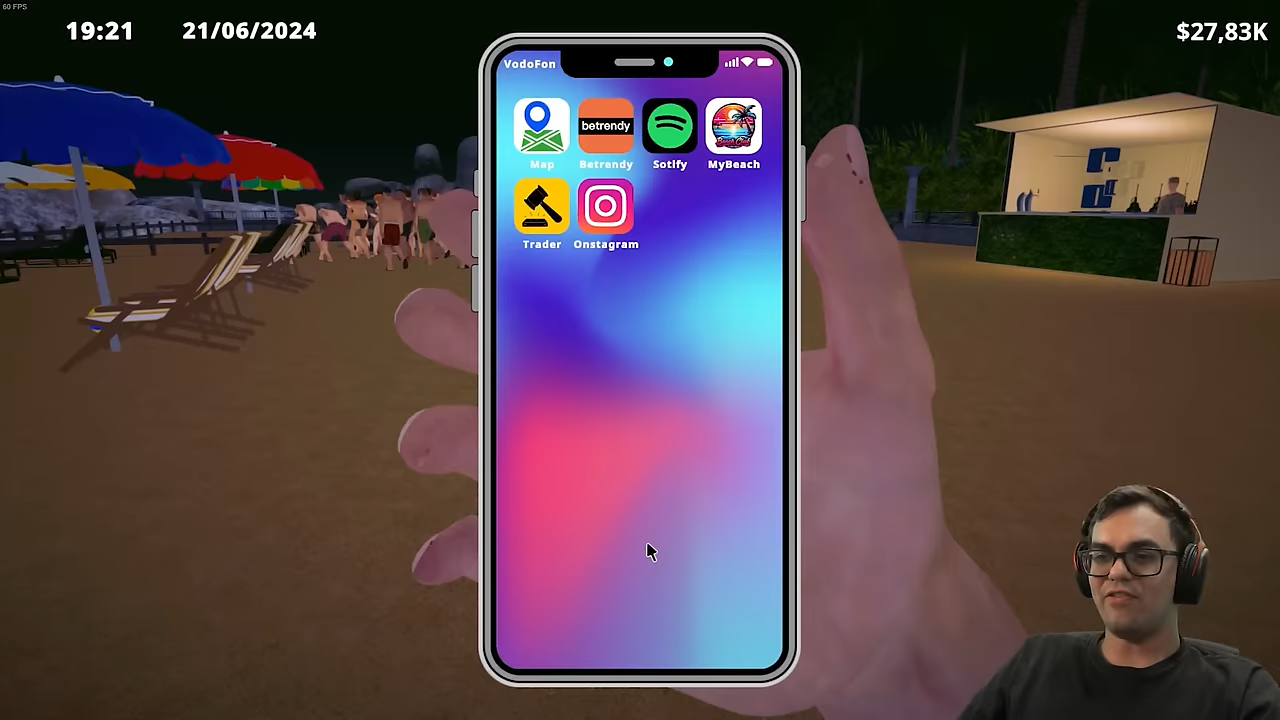 60 FPS
19:21 21/06/2024 $27,83K
VodoFon
betrendy
Map Betrendy Sotify MyBeach
Trader Onstagram